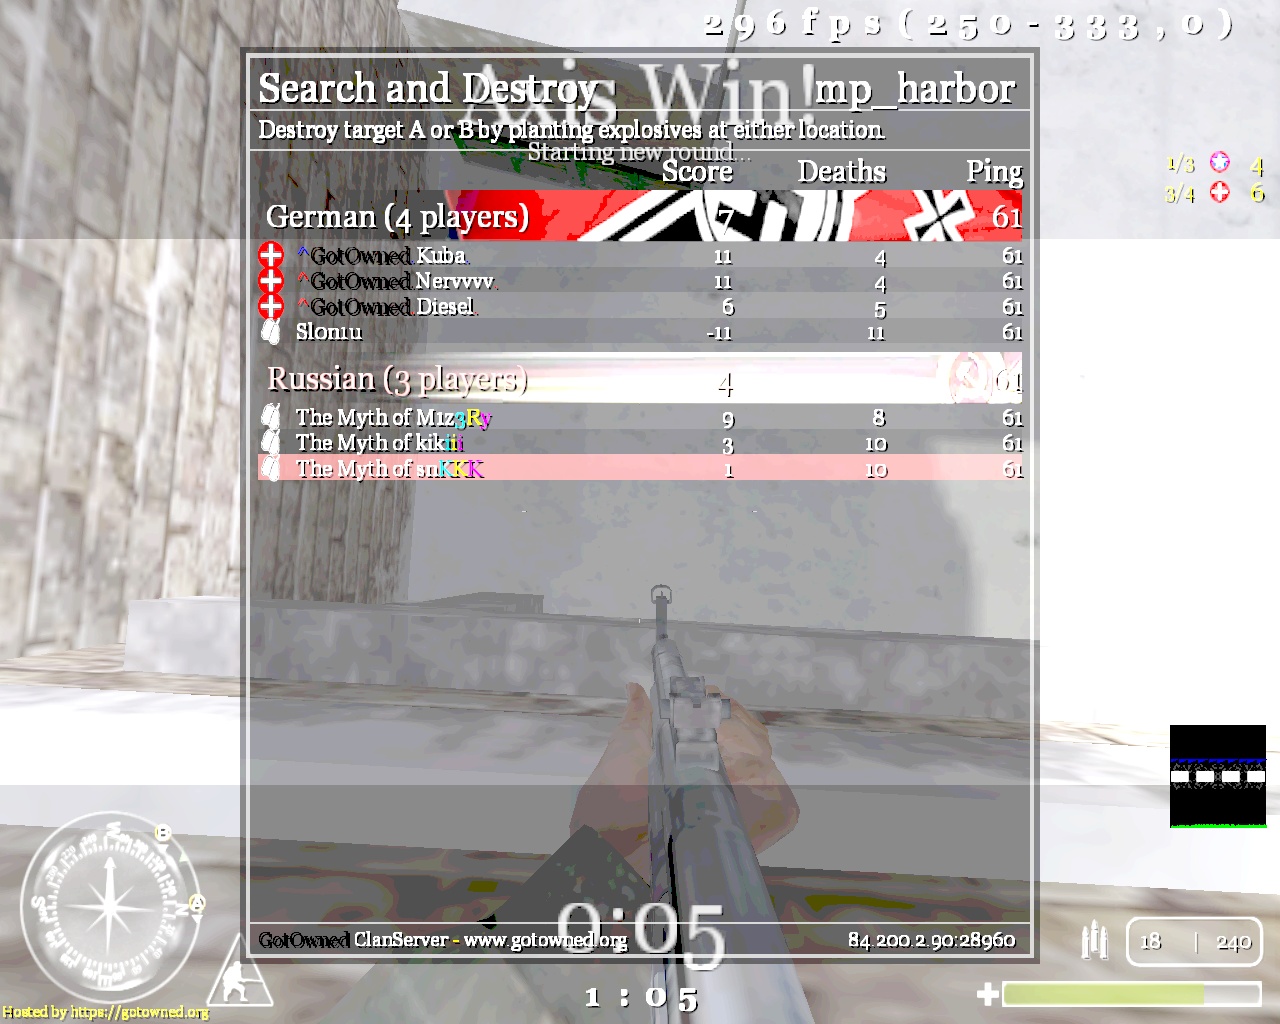 296fps(250-333,0)
Axis Win!
Search and Destroy mp_harbor
Destroy target A or B by planting explosives at either location.
Starting new round...
Score Deaths Ping
1/3 4
3/4 6
German (4 players) 7 61
^GotOwned.Kuba. 11 4 61
^GotOwned.Nervvvv. 11 4 61
^GotOwned.Diesel. 6 5 61
Slon1u -11 11 61
Russian (3 players) 4 61
The Myth of M1z3Ry 9 8 61
The Myth of kikiii 3 10 61
The Myth of snKKK 1 10 61
B
A
W
S
N
0:05
GotOwned ClanServer - www.gotowned.org 84.200.2.90:28960
18 | 240
1:05
Hosted by https://gotowned.org